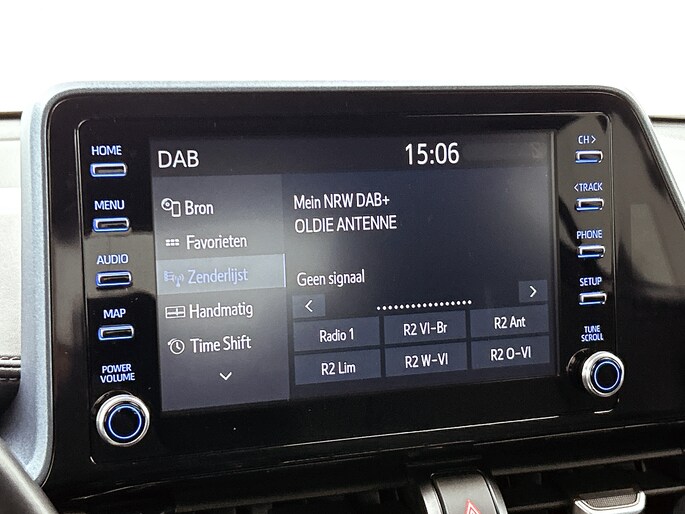 HOME
MENU
AUDIO
MAP
POWER
VOLUME
DAB
15:06
Bron
Favorieten
Zenderlijst
Handmatig
Time Shift
Mein NRW DAB+
OLDIE ANTENNE
Geen signaal
< >
Radio 1 R2 Vl-Br R2 Ant
R2 Lim R2 W-Vl R2 O-Vl
CH >
< TRACK
PHONE
SETUP
TUNE
SCROLL